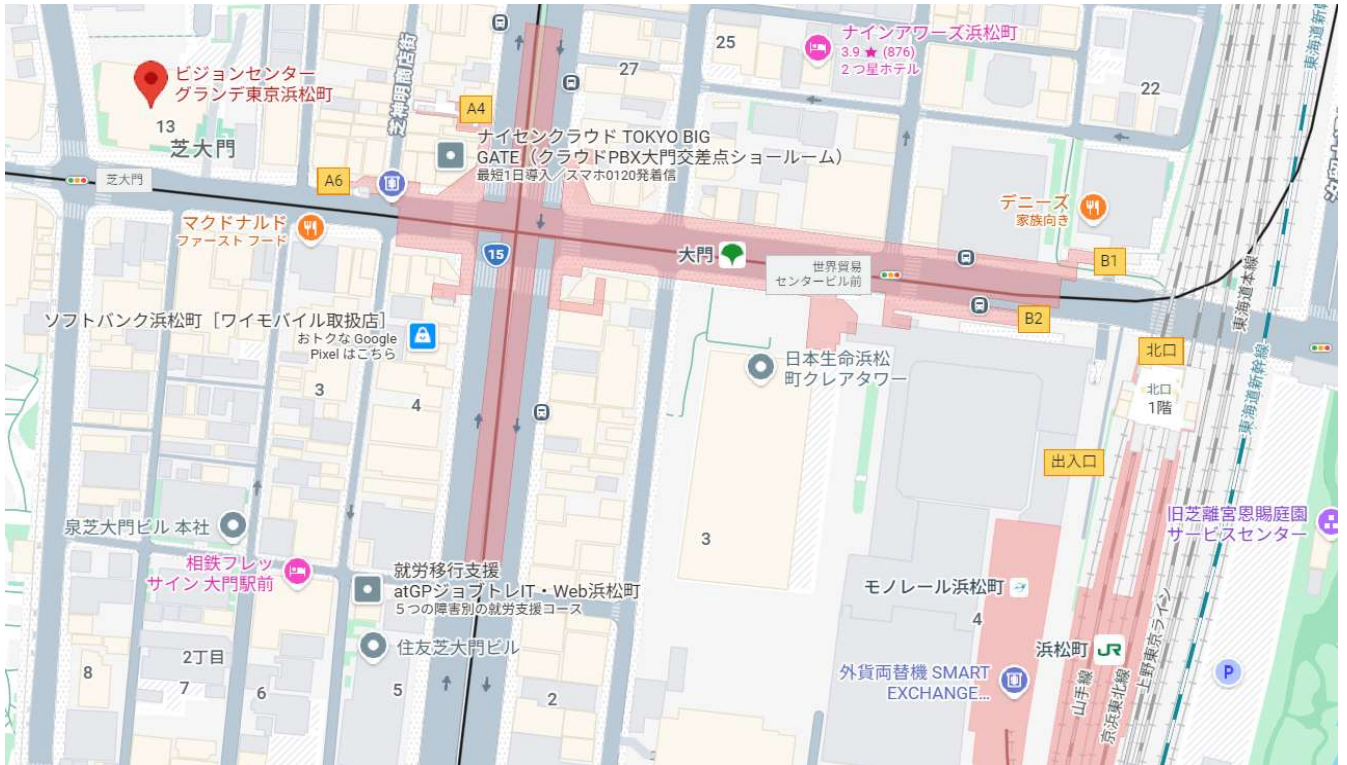 ビジョンセンター
グランデ東京浜松町
13
芝大門
芝大門
芝神明商店街
A4
A6
ナイセンクラウド TOKYO BIG
GATE（クラウドPBX大門交差点ショールーム）
最短1日導入／スマホ0120発着信
25
27
ナインアワーズ浜松町
3.9 ★ (876)
2 つ星ホテル
22
東海道新幹線
マクドナルド
ファースト フード
15
大門
世界貿易
センタービル前
デニーズ
家族向き
B1
B2
東海道本線
東海道本線
東海道新幹線
北口
北口
1階
出入口
ソフトバンク浜松町［ワイモバイル取扱店］
おトクな Google
Pixel はこちら
日本生命浜松
町クレアタワー
3
4
3
泉芝大門ビル 本社
相鉄フレッ
サイン 大門駅前
就労移行支援
atGPジョブトレIT・Web浜松町
５つの障害別の就労支援コース
住友芝大門ビル
旧芝離宮恩賜庭園
サービスセンター
モノレール浜松町
4
浜松町 JR
外貨両替機 SMART
EXCHANGE...
山手線
京浜東北線
上野東京ライン
P
8
2丁目
7
6
5
2